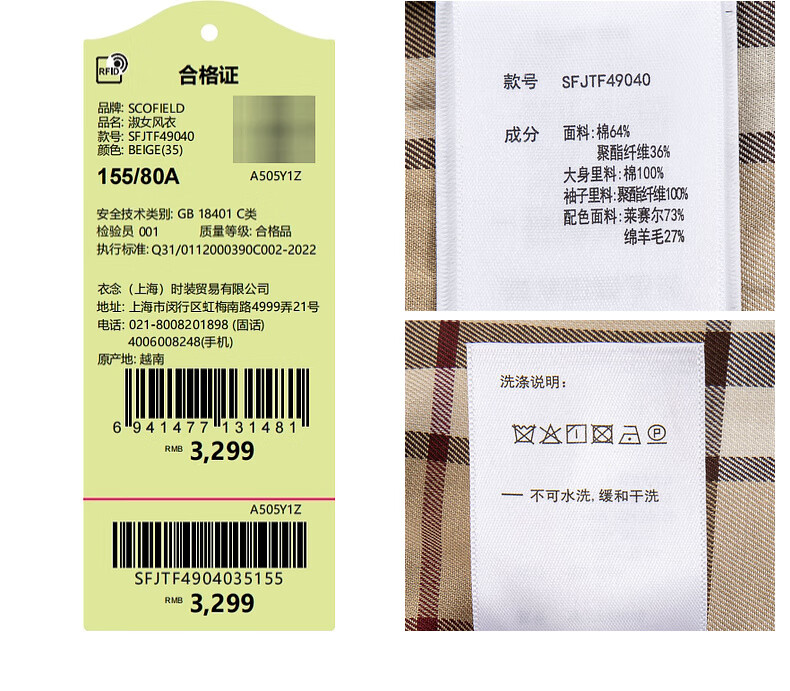 RFID
合格证
品牌: SCOFIELD
品名: 淑女风衣
款号: SFJTF49040
颜色: BEIGE(35)
155/80A
A505Y1Z
安全技术类别: GB 18401 C类
检验员 001 质量等级: 合格品
执行标准: Q31/0112000390C002-2022
衣念（上海）时装贸易有限公司
地址: 上海市闵行区虹梅南路4999弄21号
电话: 021-8008201898 (固话)
4006008248(手机)
原产地: 越南
6 941477 131481
RMB 3,299
A505Y1Z
SFJTF4904035155
RMB 3,299
款号 SFJTF49040
成分 面料: 棉64%
聚酯纤维36%
大身里料: 棉100%
袖子里料: 聚酯纤维100%
配色面料: 莱赛尔73%
绵羊毛27%
洗涤说明:
P
— 不可水洗, 缓和干洗